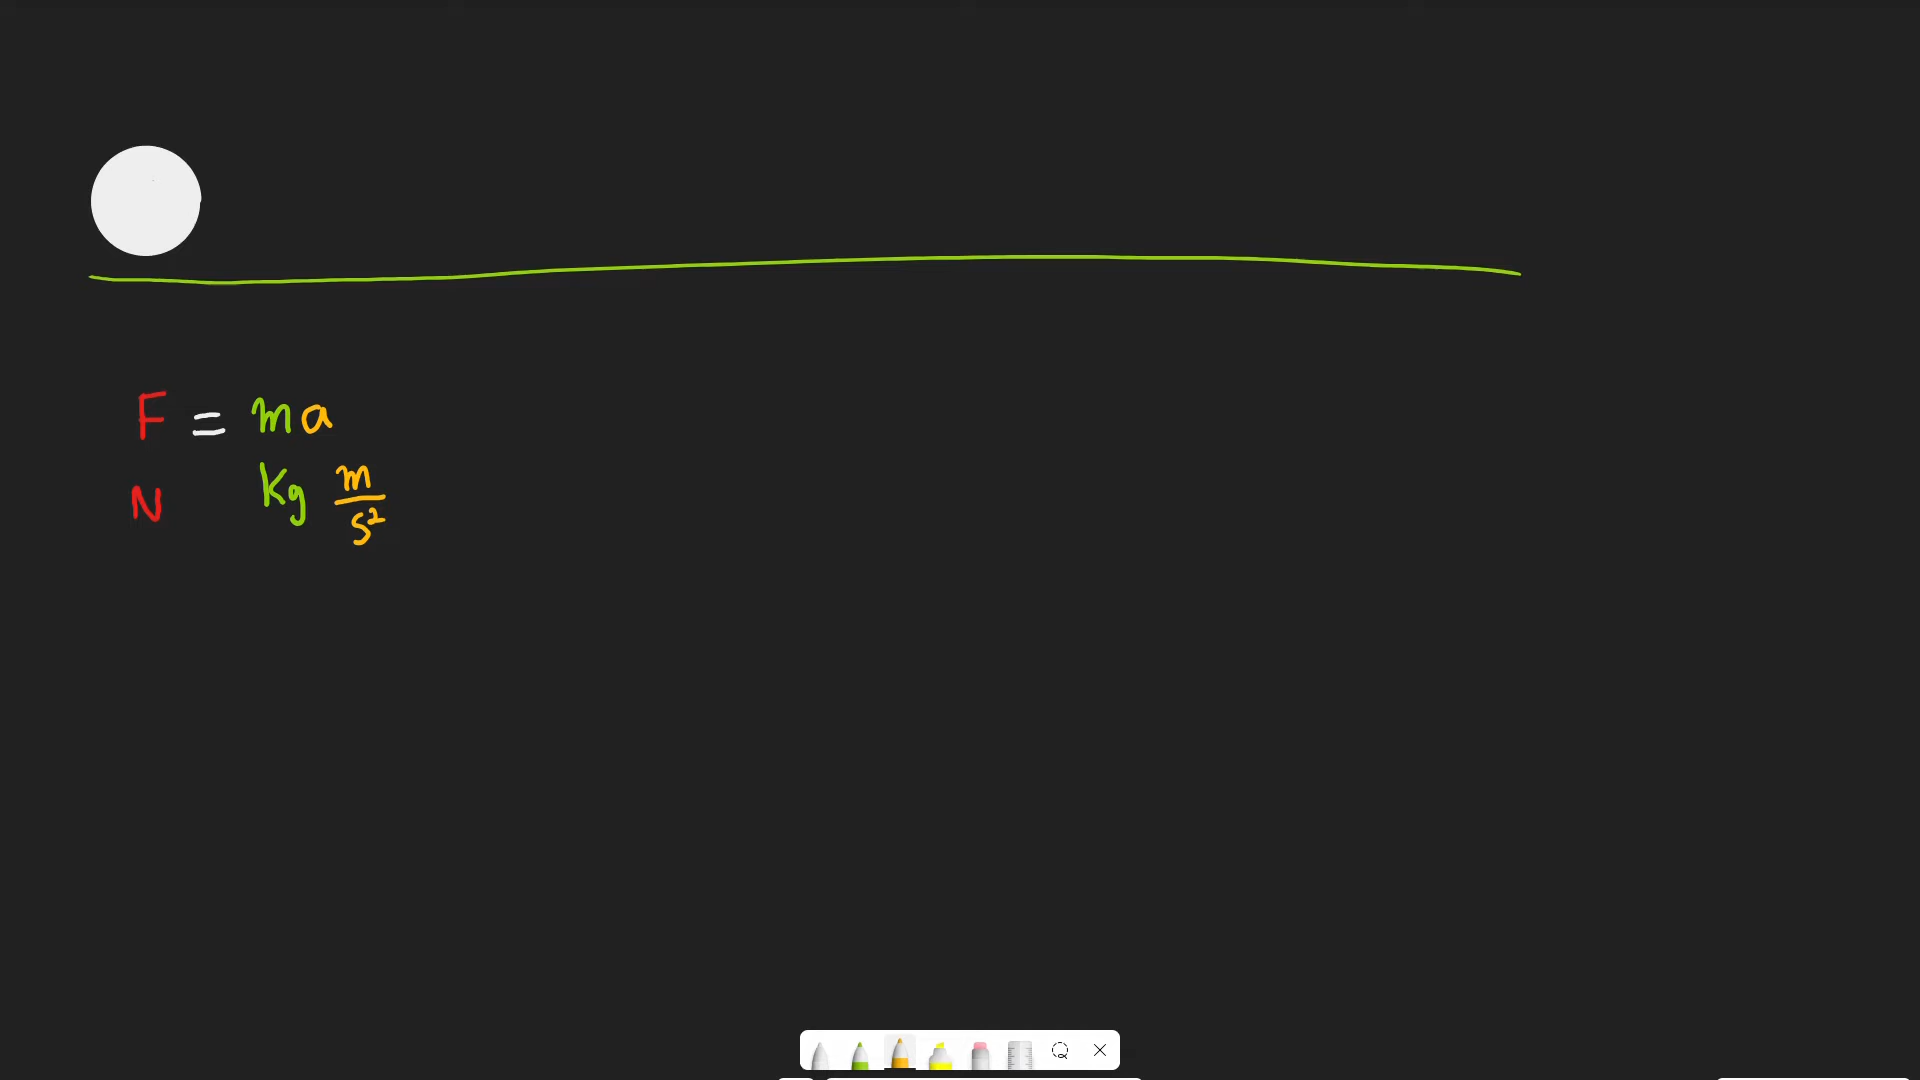 F = ma
N kg m/s²